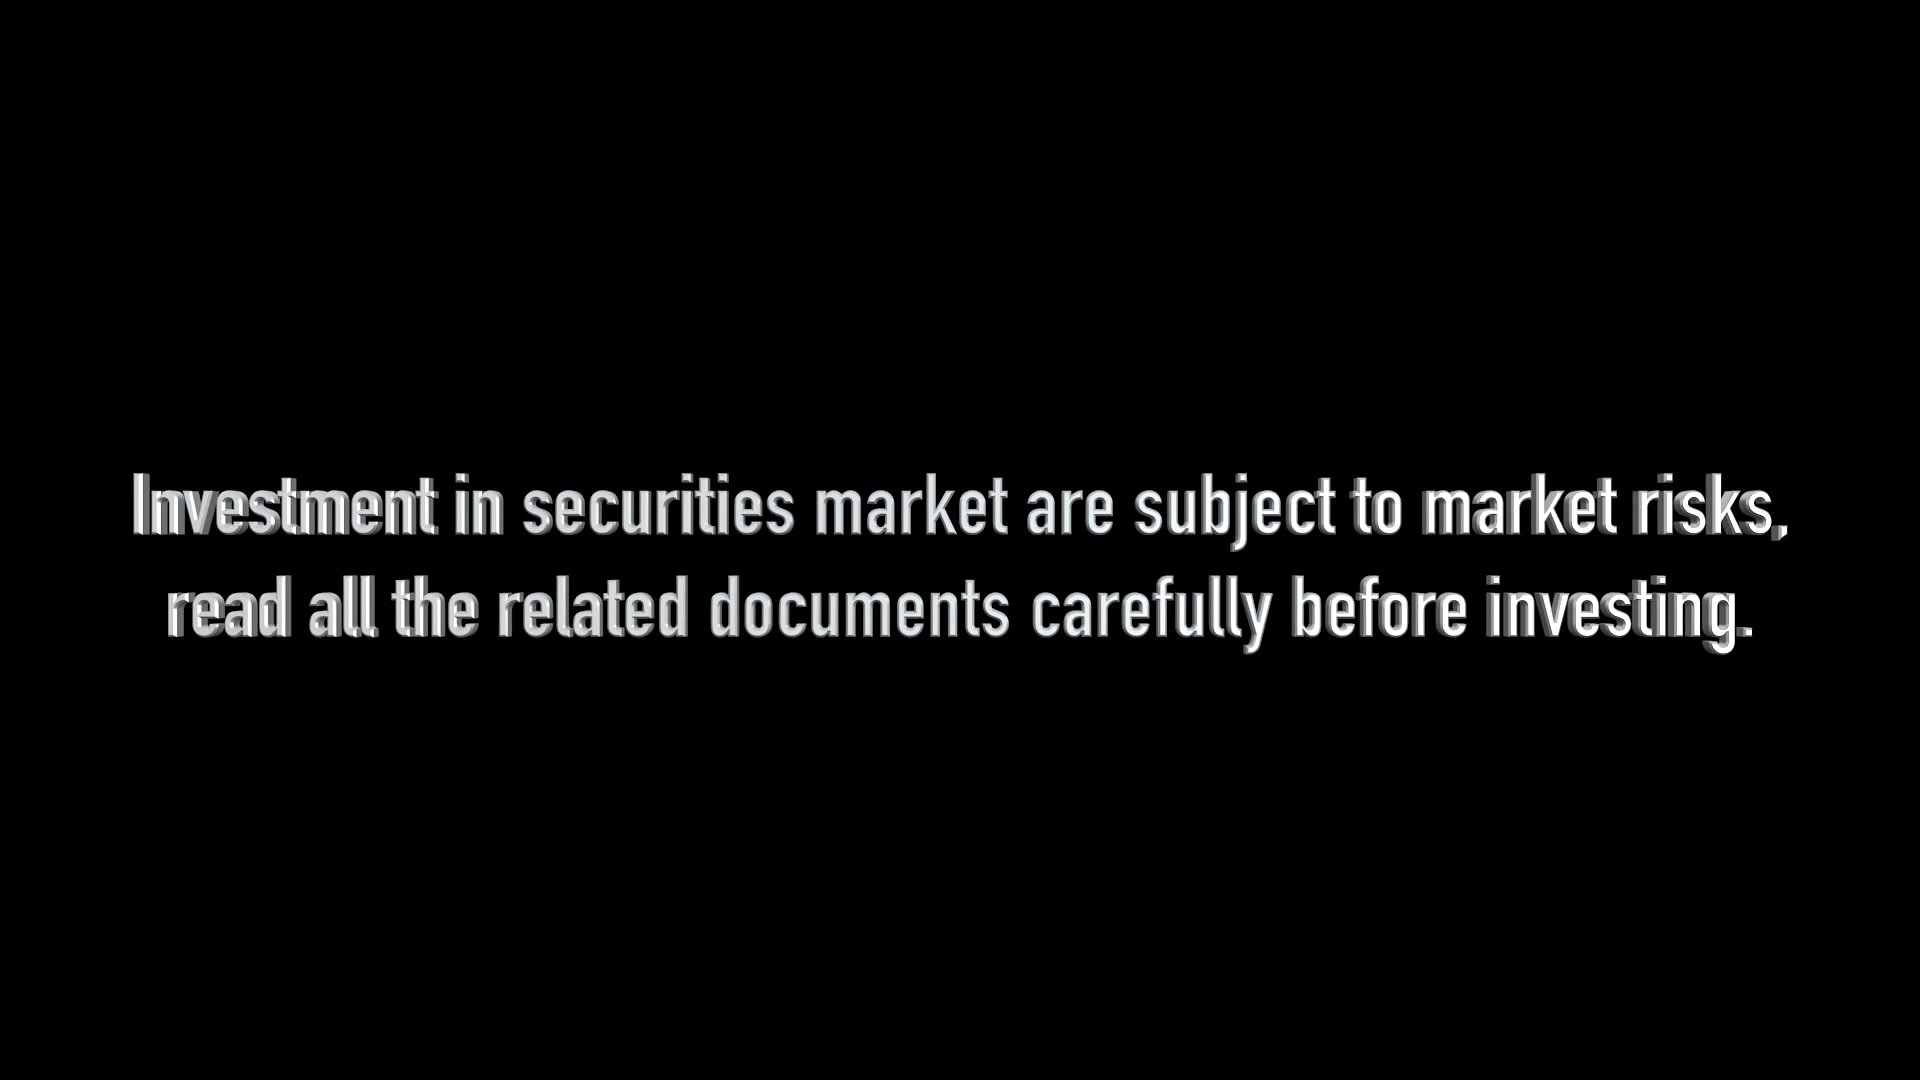 Investment in securities market are subject to market risks,
read all the related documents carefully before investing.